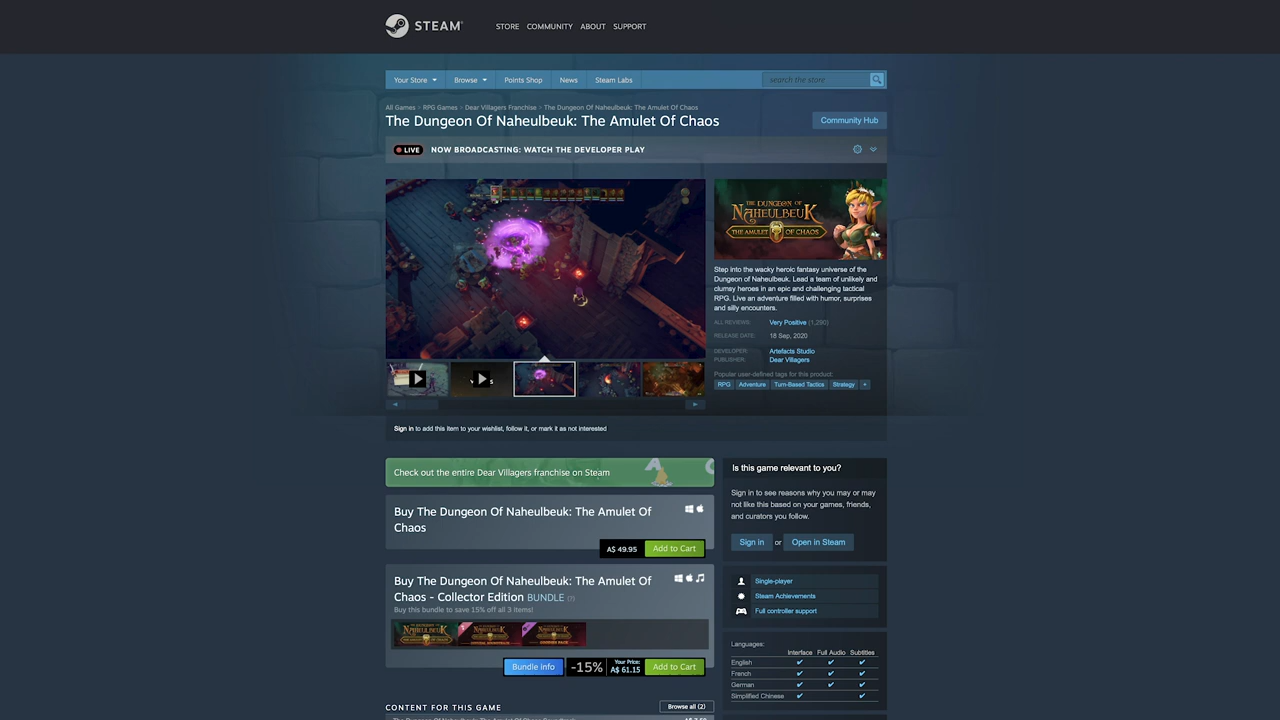 STEAM
STORE COMMUNITY ABOUT SUPPORT
Your Store Browse Points Shop News Steam Labs
search the store
All Games > RPG Games > Dear Villagers Franchise > The Dungeon Of Naheulbeuk: The Amulet Of Chaos
The Dungeon Of Naheulbeuk: The Amulet Of Chaos
Community Hub
LIVE NOW BROADCASTING: WATCH THE DEVELOPER PLAY
THE DUNGEON OF
NAHEULBEUK
THE AMULET OF CHAOS
Step into the wacky heroic fantasy universe of the
Dungeon of Naheulbeuk. Lead a team of unlikely and
clumsy heroes in an epic and challenging tactical
RPG. Live an adventure filled with humor, surprises
and silly encounters.
ALL REVIEWS: Very Positive (1,290)
RELEASE DATE: 18 Sep, 2020
DEVELOPER: Artefacts Studio
PUBLISHER: Dear Villagers
Popular user-defined tags for this product:
RPG Adventure Turn-Based Tactics Strategy +
Sign in to add this item to your wishlist, follow it, or mark it as not interested
Check out the entire Dear Villagers franchise on Steam
Buy The Dungeon Of Naheulbeuk: The Amulet Of
Chaos
A$ 49.95 Add to Cart
Buy The Dungeon Of Naheulbeuk: The Amulet Of
Chaos - Collector Edition BUNDLE (?)
Buy this bundle to save 15% off all 3 items!
NAHEULBEUK NAHEULBEUK NAHEULBEUK
Bundle info -15% Your Price: A$ 61.15 Add to Cart
CONTENT FOR THIS GAME Browse all (2)
Is this game relevant to you?
Sign in to see reasons why you may or may
not like this based on your games, friends,
and curators you follow.
Sign in or Open in Steam
Single-player
Steam Achievements
Full controller support
Languages:
Interface Full Audio Subtitles
English ✔ ✔ ✔
French ✔ ✔ ✔
German ✔ ✔ ✔
Simplified Chinese ✔ ✔